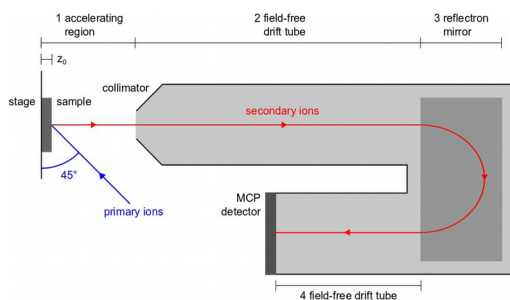 1 accelerating
region
2 field-free
drift tube
3 reflectron
mirror
z₀
collimator
stage
sample
secondary ions
45°
primary ions
MCP
detector
4 field-free drift tube